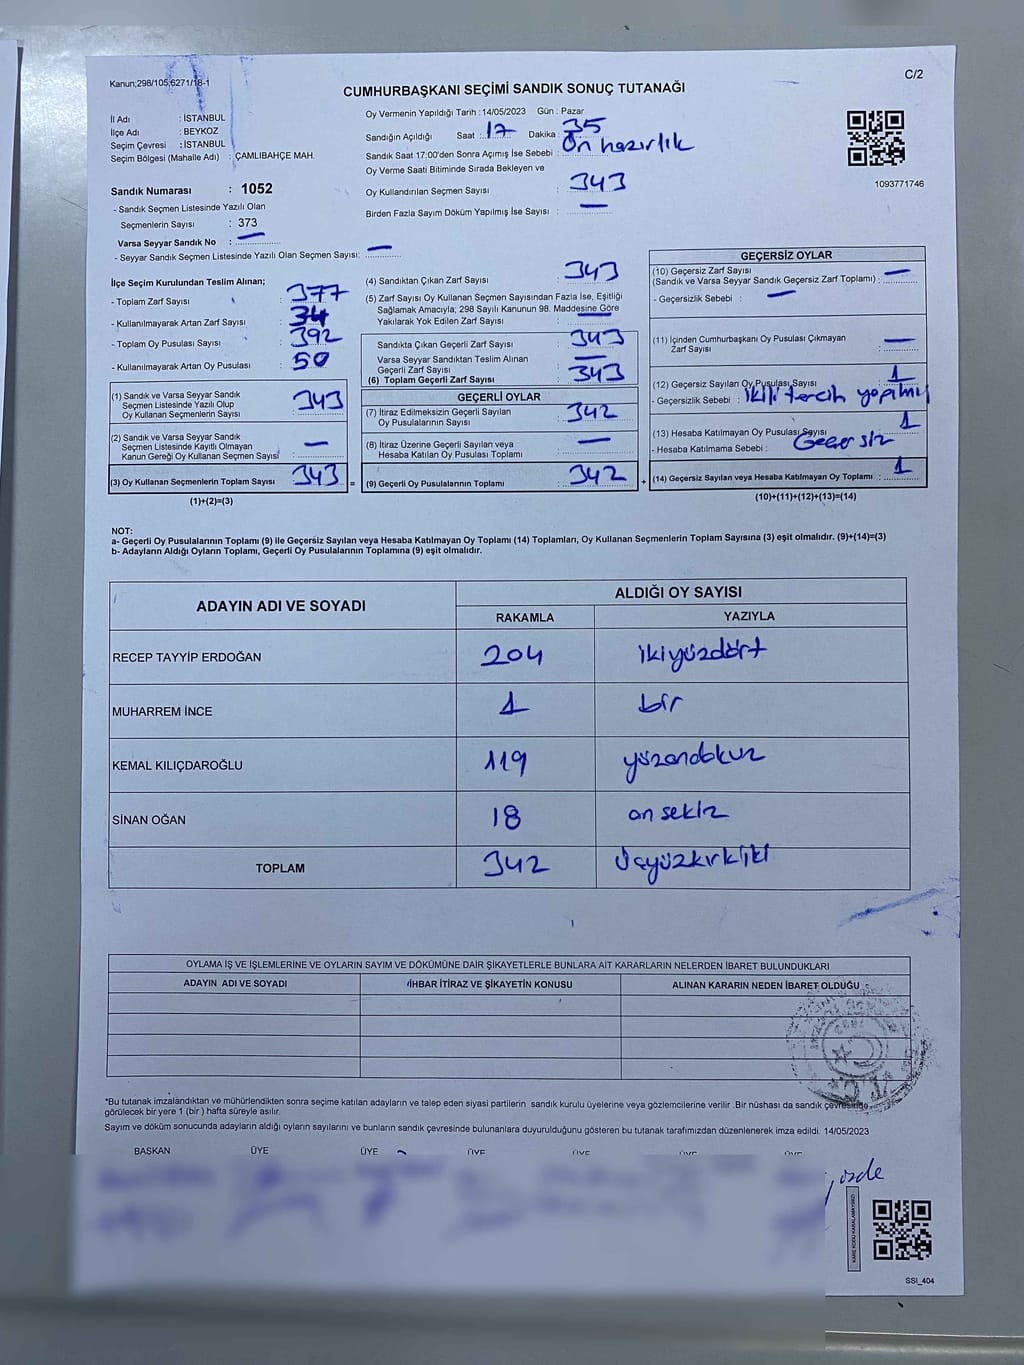 Kanun;298/105;6271/18-1
C/2
CUMHURBAŞKANI SEÇİMİ SANDIK SONUÇ TUTANAĞI
İl Adı : İSTANBUL
İlçe Adı : BEYKOZ
Seçim Çevresi : İSTANBUL
Seçim Bölgesi (Mahalle Adı) : ÇAMLIBAHÇE MAH.
Sandık Numarası : 1052
- Sandık Seçmen Listesinde Yazılı Olan
Seçmenlerin Sayısı : 373
Varsa Seyyar Sandık No : —
- Seyyar Sandık Seçmen Listesinde Yazılı Olan Seçmen Sayısı: —
Oy Vermenin Yapıldığı Tarih : 14/05/2023 Gün : Pazar
Sandığın Açıldığı Saat : 17 Dakika : 35
Sandık Saat 17:00'den Sonra Açımış İse Sebebi : Ön hazırlık
Oy Verme Saati Bitiminde Sırada Bekleyen ve
Oy Kullandırılan Seçmen Sayısı : 343
Birden Fazla Sayım Döküm Yapılmış İse Sayısı : —
1093771746
İlçe Seçim Kurulundan Teslim Alınan;
- Toplam Zarf Sayısı : 377
- Kullanılmayarak Artan Zarf Sayısı : 34
- Toplam Oy Pusulası Sayısı : 392
- Kullanılmayarak Artan Oy Pusulası : 50
(1) Sandık ve Varsa Seyyar Sandık
Seçmen Listesinde Yazılı Olup
Oy Kullanan Seçmenlerin Sayısı : 343
(2) Sandık ve Varsa Seyyar Sandık
Seçmen Listesinde Kayıtlı Olmayan
Kanun Gereği Oy Kullanan Seçmen Sayısı : —
(3) Oy Kullanan Seçmenlerin Toplam Sayısı : 343 =
(1)+(2)=(3)
(4) Sandıktan Çıkan Zarf Sayısı : 343
(5) Zarf Sayısı Oy Kullanan Seçmen Sayısından Fazla İse, Eşitliği
Sağlamak Amacıyla; 298 Sayılı Kanunun 98. Maddesine Göre
Yakılarak Yok Edilen Zarf Sayısı : —
Sandıkta Çıkan Geçerli Zarf Sayısı : 343
Varsa Seyyar Sandıktan Teslim Alınan
Geçerli Zarf Sayısı : —
(6) Toplam Geçerli Zarf Sayısı : 343
GEÇERLİ OYLAR
(7) İtiraz Edilmeksizin Geçerli Sayılan
Oy Pusulalarının Sayısı : 342
(8) İtiraz Üzerine Geçerli Sayılan veya
Hesaba Katılan Oy Pusulası Toplamı : —
(9) Geçerli Oy Pusulalarının Toplamı : 342 +
GEÇERSİZ OYLAR
(10) Geçersiz Zarf Sayısı
(Sandık ve Varsa Seyyar Sandık Geçersiz Zarf Toplamı) : —
- Geçersizlik Sebebi : —
(11) İçinden Cumhurbaşkanı Oy Pusulası Çıkmayan
Zarf Sayısı : —
(12) Geçersiz Sayılan Oy Pusulası Sayısı : 1
- Geçersizlik Sebebi : ikili tercih yapılmış
(13) Hesaba Katılmayan Oy Pusulası Sayısı : 1
- Hesaba Katılmama Sebebi : Geçersiz
(14) Geçersiz Sayılan veya Hesaba Katılmayan Oy Toplamı : 1
(10)+(11)+(12)+(13)=(14)
NOT:
a- Geçerli Oy Pusulalarının Toplamı (9) ile Geçersiz Sayılan veya Hesaba Katılmayan Oy Toplamı (14) Toplamları, Oy Kullanan Seçmenlerin Toplam Sayısına (3) eşit olmalıdır. (9)+(14)=(3)
b- Adayların Aldığı Oyların Toplamı, Geçerli Oy Pusulalarının Toplamına (9) eşit olmalıdır.
ADAYIN ADI VE SOYADI ALDIĞI OY SAYISI
RAKAMLA YAZIYLA
RECEP TAYYİP ERDOĞAN 204 ikiyüzdört
MUHARREM İNCE 1 bir
KEMAL KILIÇDAROĞLU 119 yüzondokuz
SİNAN OĞAN 18 on sekiz
TOPLAM 342 Üçyüzkırkiki
OYLAMA İŞ VE İŞLEMLERİNE VE OYLARIN SAYIM VE DÖKÜMÜNE DAİR ŞİKAYETLERLE BUNLARA AİT KARARLARIN NELERDEN İBARET BULUNDUKLARI
ADAYIN ADI VE SOYADI İHBAR İTİRAZ VE ŞİKAYETİN KONUSU ALINAN KARARIN NEDEN İBARET OLDUĞU
*Bu tutanak imzalandıktan ve mühürlendikten sonra seçime katılan adayların ve talep eden siyasi partilerin sandık kurulu üyelerine veya gözlemcilerine verilir .Bir nüshası da sandık çevresinde
görülecek bir yere 1 (bir ) hafta süreyle asılır.
Sayım ve döküm sonucunda adayların aldığı oyların sayılarını ve bunların sandık çevresinde bulunanlara duyurulduğunu gösteren bu tutanak tarafımızdan düzenlenerek imza edildi. 14/05/2023
BAŞKAN ÜYE ÜYE ÜYE ÜYE ÜYE ÜYE
SSI_404